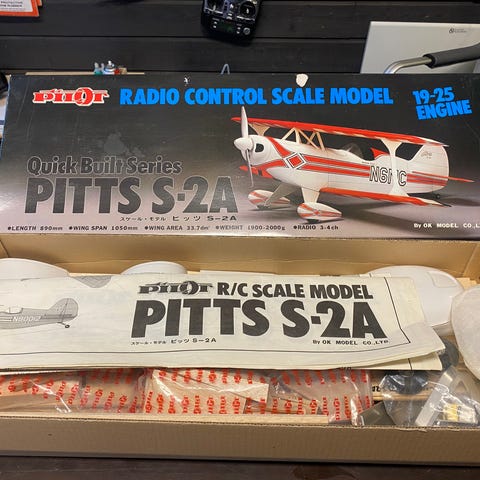 PILOT RADIO CONTROL SCALE MODEL
19-25
ENGINE
Quick Built Series
PITTS S-2A
スケール・モデル ピッツ S-2A
●LENGTH 890mm ●WING SPAN 1050mm ●WING AREA 33.7dm² ●WEIGHT 1900-2000g ●RADIO 3-4ch
By OK MODEL CO.,LTD.
PILOT R/C SCALE MODEL
PITTS S-2A
スケール・モデル ピッツ S-2A
By OK MODEL CO.,LTD.
N80012